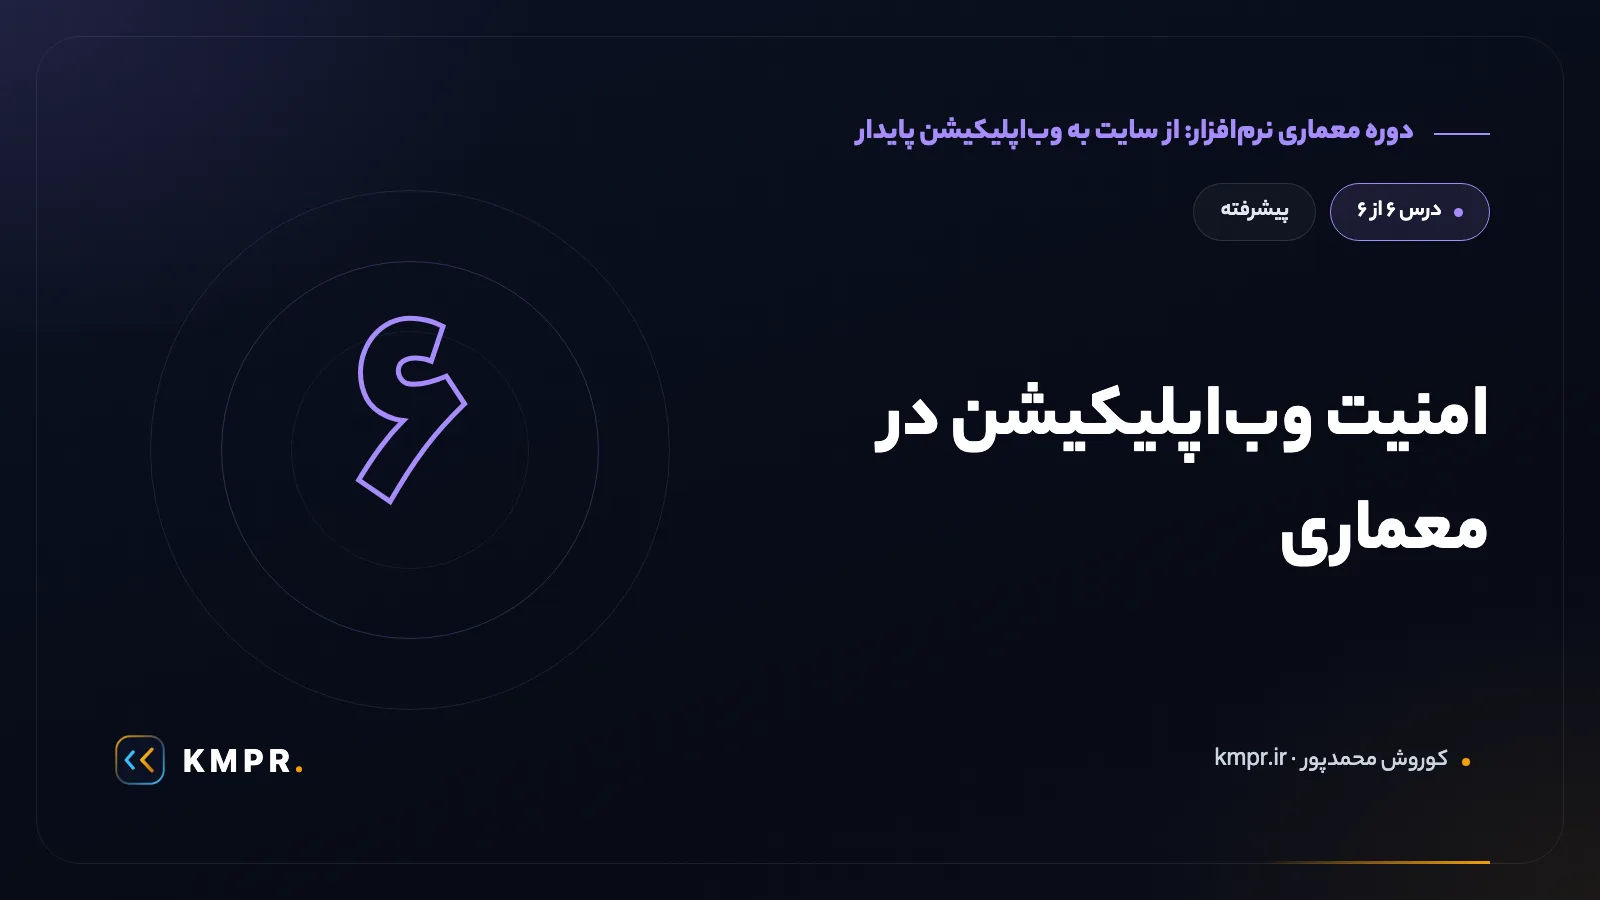 دوره معماری نرم‌افزار: از سایت به وب‌اپلیکیشن پایدار
درس ۶ از ۶
پیشرفته
۶
امنیت وب‌اپلیکیشن در
معماری
کوروش محمدپور · kmpr.ir
KMPR.